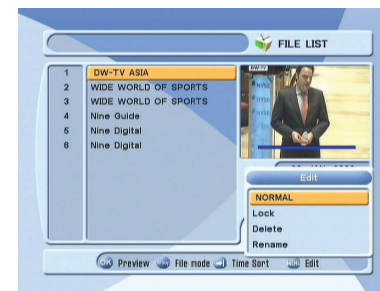 FILE LIST
1 DW-TV ASIA
2 WIDE WORLD OF SPORTS
3 WIDE WORLD OF SPORTS
4 Nine Guide
5 Nine Digital
6 Nine Digital
Edit
NORMAL
Lock
Delete
Rename
OK Preview File mode Time Sort Edit